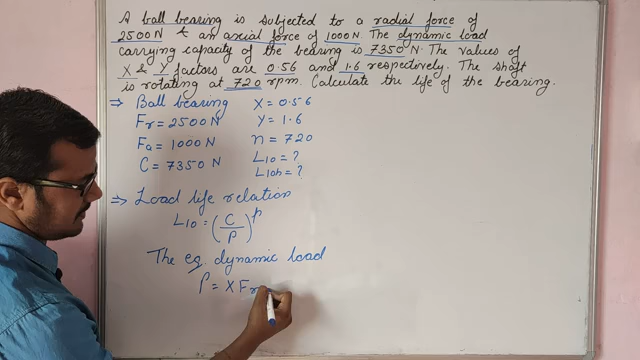 A ball bearing is subjected to a radial force of
2500 N & an axial force of 1000 N The dynamic load
carrying capacity of the bearing is 7350 N. The values of
X & Y factors are 0.56 and 1.6 respectively. The shaft
is rotating at 720 rpm. Calculate the life of the bearing.
⇒ Ball bearing X = 0.56
Fr = 2500 N Y = 1.6
Fa = 1000 N n = 720
C = 7350 N L10 = ?
L10h = ?
⇒ Load life relation
L10 = (C/P)^p
The eq. dynamic load
P = X Fr